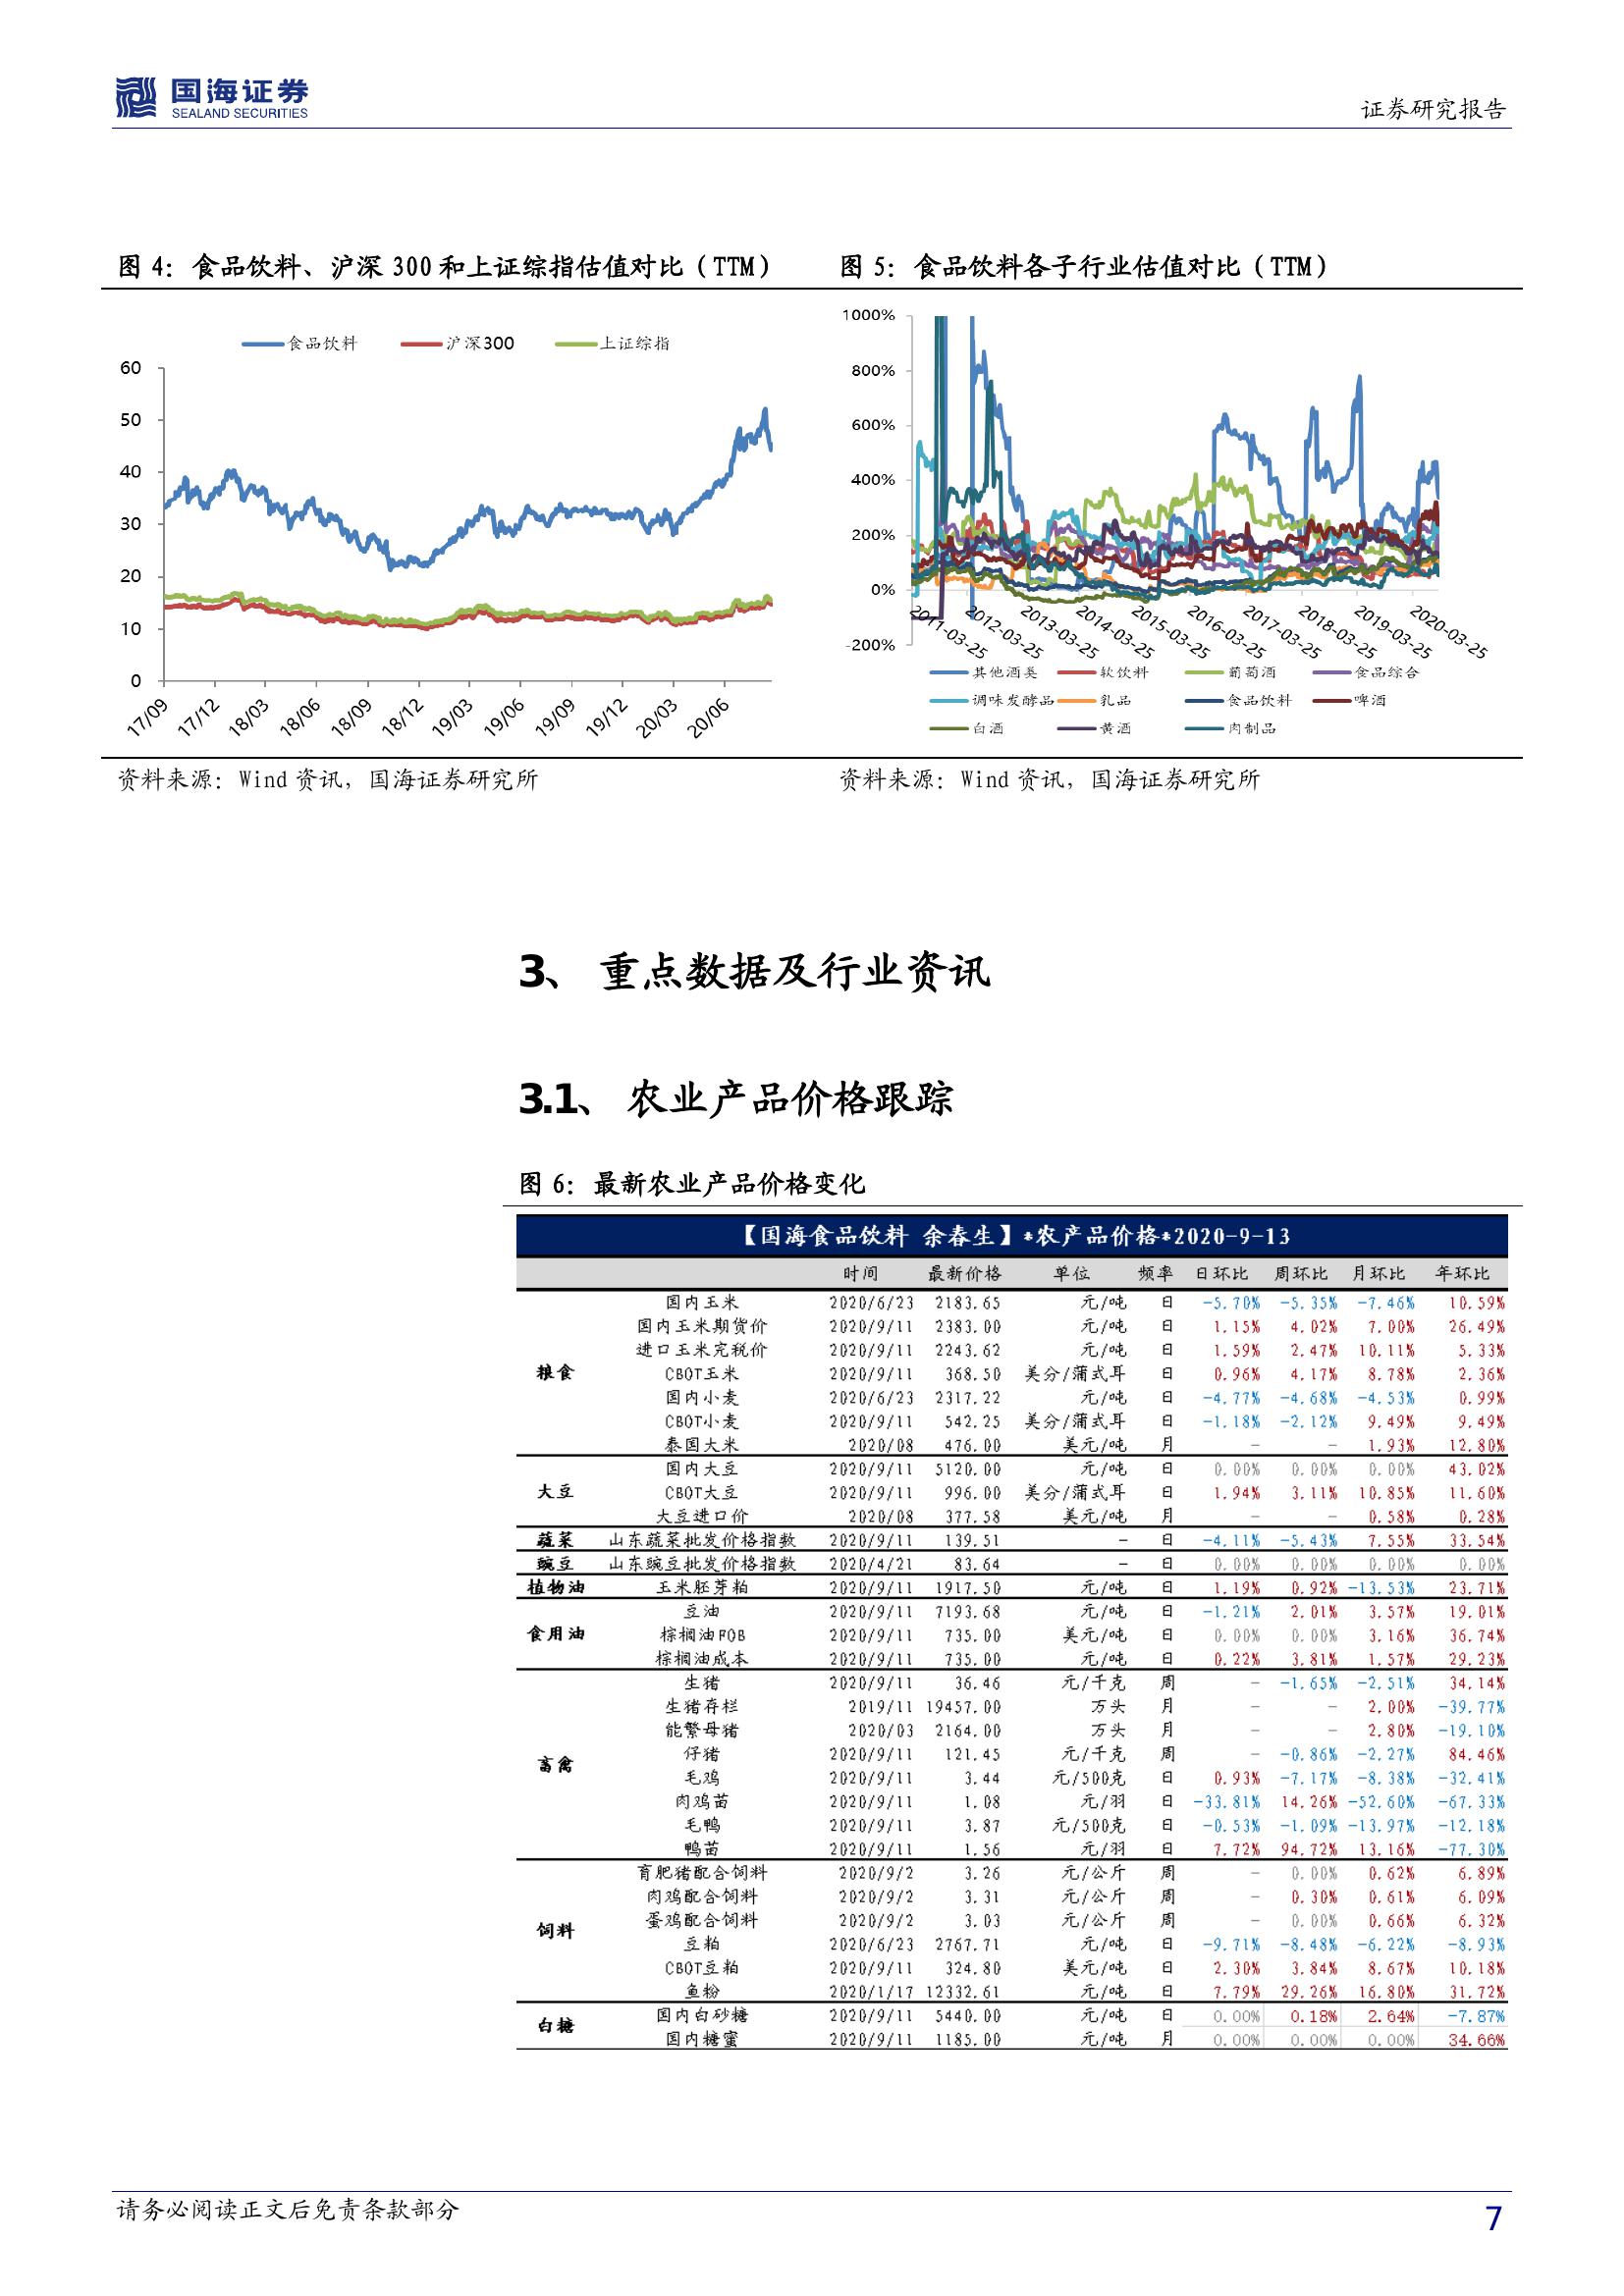 国海证券
SEALAND SECURITIES
证券研究报告
图 4：食品饮料、沪深 300 和上证综指估值对比（TTM）
食品饮料 沪深300 上证综指
60
50
40
30
20
10
0
17/09 17/12 18/03 18/06 18/09 18/12 19/03 19/06 19/09 19/12 20/03 20/06
资料来源：Wind 资讯，国海证券研究所
图 5：食品饮料各子行业估值对比（TTM）
1000%
800%
600%
400%
200%
0%
-200%
2011-03-25 2012-03-25 2013-03-25 2014-03-25 2015-03-25 2016-03-25 2017-03-25 2018-03-25 2019-03-25 2020-03-25
其他酒类 软饮料 葡萄酒 食品综合
调味发酵品 乳品 食品饮料 啤酒
白酒 黄酒 肉制品
资料来源：Wind 资讯，国海证券研究所
3、 重点数据及行业资讯
3.1、 农业产品价格跟踪
图 6：最新农业产品价格变化
【国海食品饮料 余春生】*农产品价格*2020-9-13
时间 最新价格 单位 频率 日环比 周环比 月环比 年环比
国内玉米 2020/6/23 2183.65 元/吨 日 -5.70% -5.35% -7.46% 10.59%
国内玉米期货价 2020/9/11 2383.00 元/吨 日 1.15% 4.02% 7.00% 26.49%
进口玉米完税价 2020/9/11 2243.62 元/吨 日 1.59% 2.47% 10.11% 5.33%
粮食 CBOT玉米 2020/9/11 368.50 美分/蒲式耳 日 0.96% 4.17% 8.78% 2.36%
国内小麦 2020/6/23 2317.22 元/吨 日 -4.77% -4.68% -4.53% 0.99%
CBOT小麦 2020/9/11 542.25 美分/蒲式耳 日 -1.18% -2.12% 9.49% 9.49%
泰国大米 2020/08 476.00 美元/吨 月 - - 1.93% 12.80%
国内大豆 2020/9/11 5120.00 元/吨 日 0.00% 0.00% 0.00% 43.02%
大豆 CBOT大豆 2020/9/11 996.00 美分/蒲式耳 日 1.94% 3.11% 10.85% 11.60%
大豆进口价 2020/08 377.58 美元/吨 月 - - 0.58% 0.28%
蔬菜 山东蔬菜批发价格指数 2020/9/11 139.51 - 日 -4.11% -5.43% 7.55% 33.54%
豌豆 山东豌豆批发价格指数 2020/4/21 83.64 - 日 0.00% 0.00% 0.00% 0.00%
植物油 玉米胚芽粕 2020/9/11 1917.50 元/吨 日 1.19% 0.92% -13.53% 23.71%
豆油 2020/9/11 7193.68 元/吨 日 -1.21% 2.01% 3.57% 19.01%
食用油 棕榈油FOB 2020/9/11 735.00 美元/吨 日 0.00% 0.00% 3.16% 36.74%
棕榈油成本 2020/9/11 735.00 元/吨 日 0.22% 3.81% 1.57% 29.23%
生猪 2020/9/11 36.46 元/千克 周 - -1.65% -2.51% 34.14%
生猪存栏 2019/11 19457.00 万头 月 - - 2.00% -39.77%
能繁母猪 2020/03 2164.00 万头 月 - - 2.80% -19.10%
畜禽 仔猪 2020/9/11 121.45 元/千克 周 - -0.86% -2.27% 84.46%
毛鸡 2020/9/11 3.44 元/500克 日 0.93% -7.17% -8.38% -32.41%
肉鸡苗 2020/9/11 1.08 元/羽 日 -33.81% 14.26% -52.60% -67.33%
毛鸭 2020/9/11 3.87 元/500克 日 -0.53% -1.09% -13.97% -12.18%
鸭苗 2020/9/11 1.56 元/羽 日 7.72% 94.72% 13.16% -77.30%
育肥猪配合饲料 2020/9/2 3.26 元/公斤 周 - 0.00% 0.62% 6.89%
肉鸡配合饲料 2020/9/2 3.31 元/公斤 周 - 0.30% 0.61% 6.09%
饲料 蛋鸡配合饲料 2020/9/2 3.03 元/公斤 周 - 0.00% 0.66% 6.32%
豆粕 2020/6/23 2767.71 元/吨 日 -9.71% -8.48% -6.22% -8.93%
CBOT豆粕 2020/9/11 324.80 美元/吨 日 2.30% 3.84% 8.67% 10.18%
鱼粉 2020/1/17 12332.61 元/吨 日 7.79% 29.26% 16.80% 31.72%
白糖 国内白砂糖 2020/9/11 5440.00 元/吨 日 0.00% 0.18% 2.64% -7.87%
国内糖蜜 2020/9/11 1185.00 元/吨 月 0.00% 0.00% 0.00% 34.66%
请务必阅读正文后免责条款部分
7